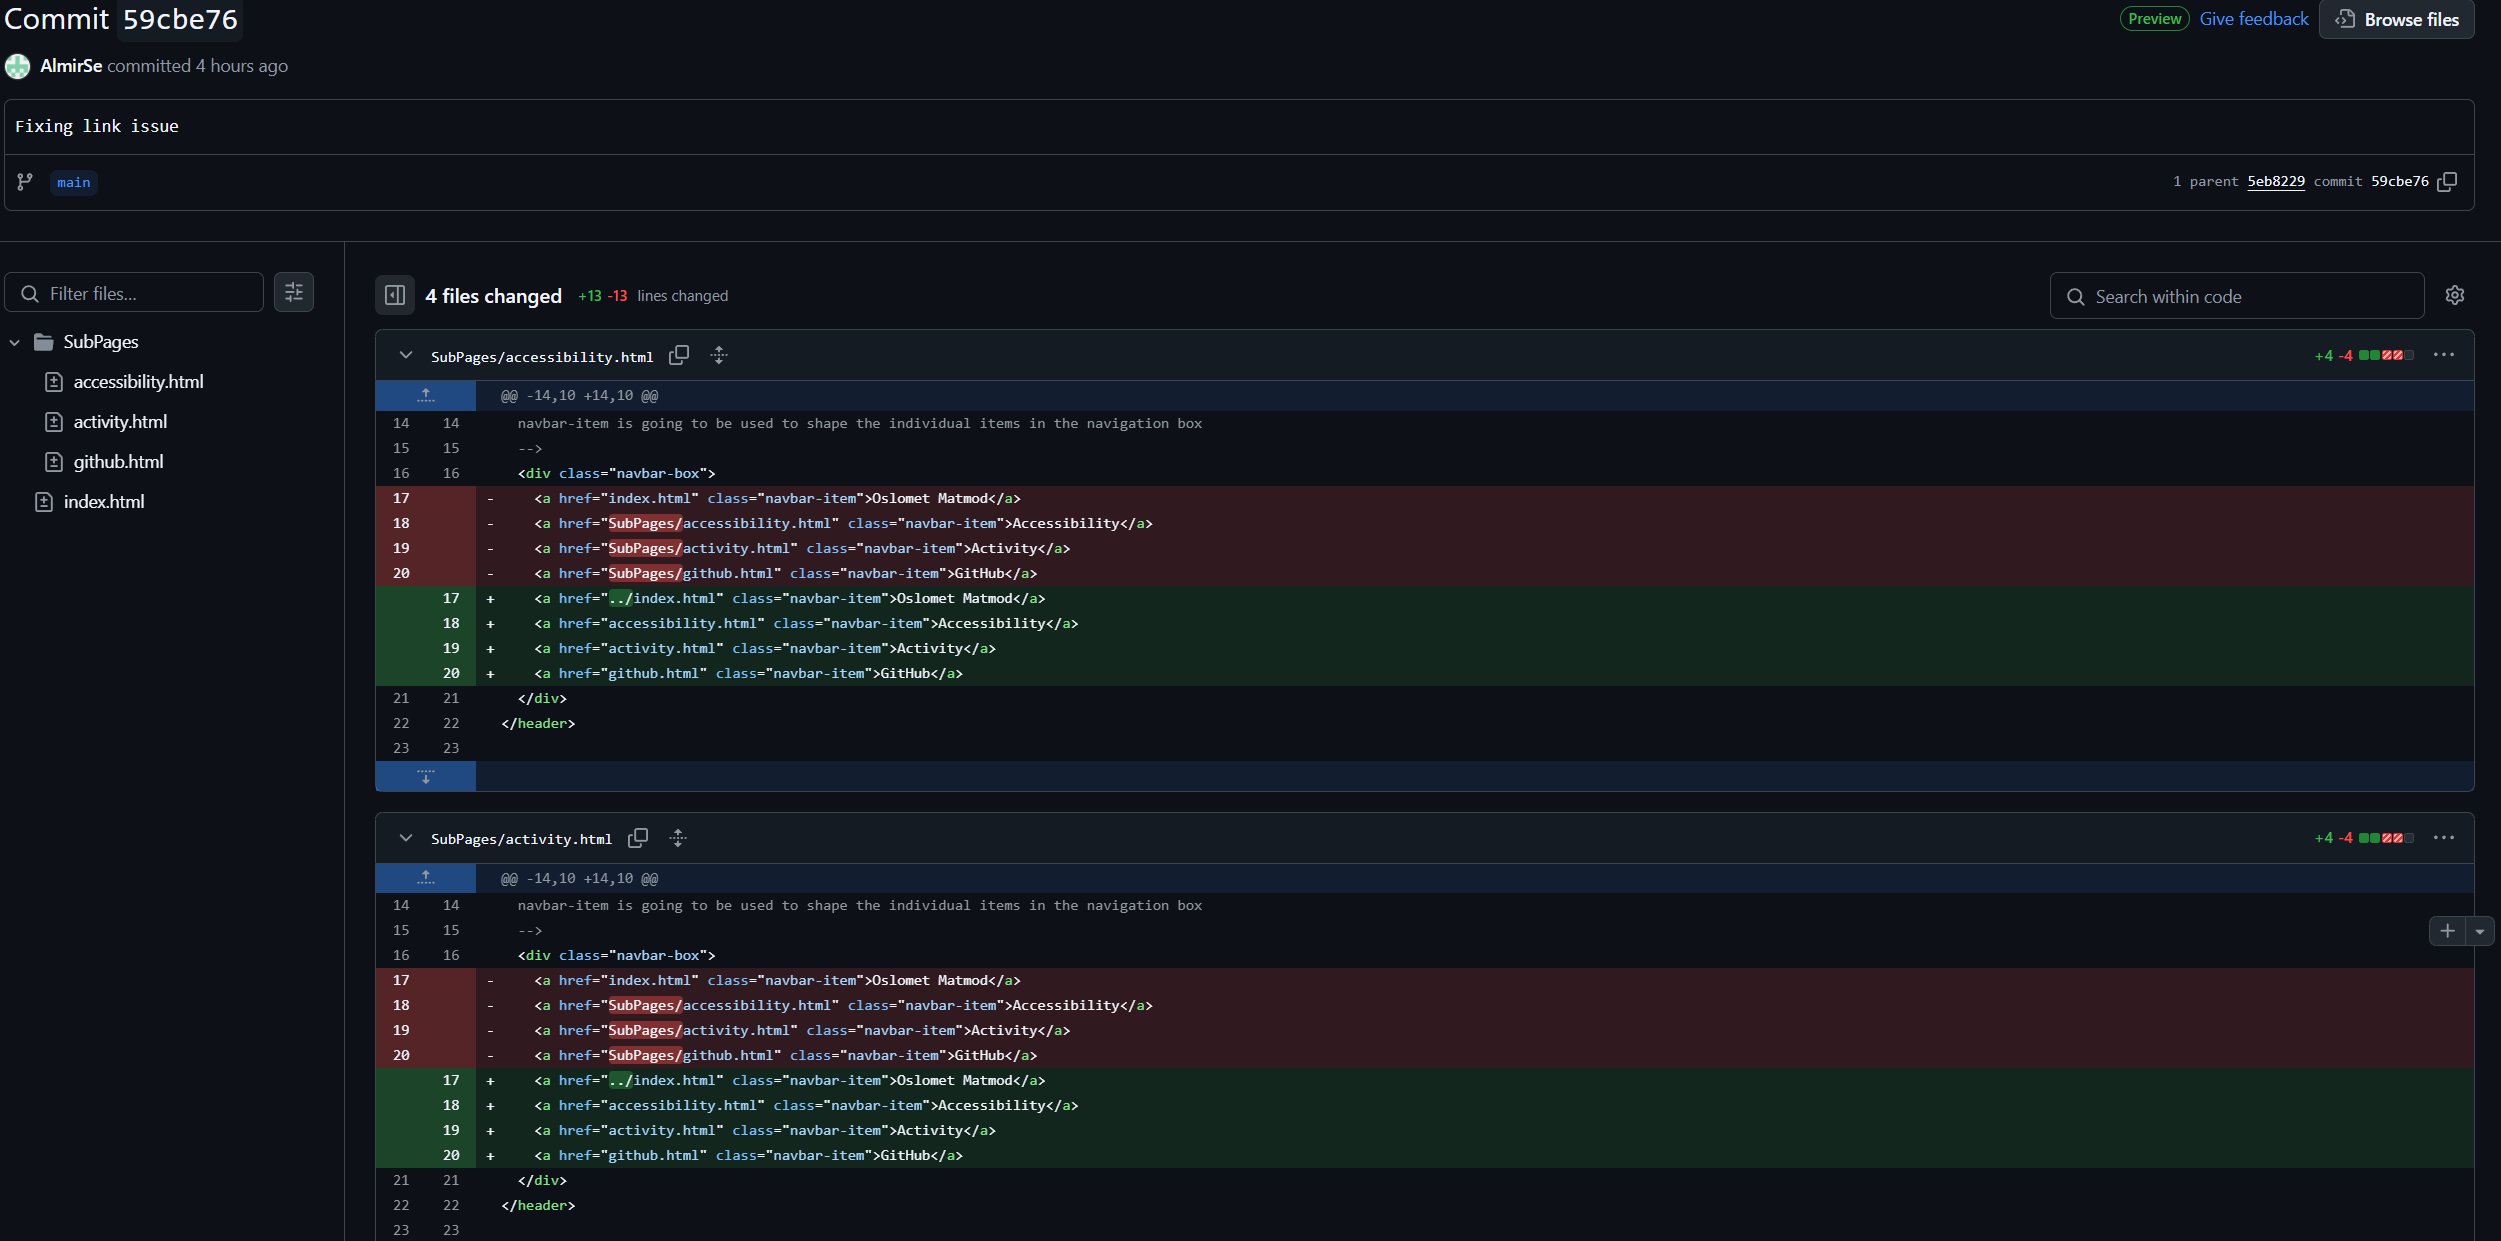 Commit 59cbe76
Preview Give feedback Browse files
AlmirSe committed 4 hours ago
Fixing link issue
main
1 parent 5eb8229 commit 59cbe76
Filter files...
SubPages
accessibility.html
activity.html
github.html
index.html
4 files changed +13 -13 lines changed
Search within code
SubPages/accessibility.html +4 -4
@@ -14,10 +14,10 @@
14 14 navbar-item is going to be used to shape the individual items in the navigation box
15 15 -->
16 16 <div class="navbar-box">
17 - <a href="index.html" class="navbar-item">Oslomet Matmod</a>
18 - <a href="SubPages/accessibility.html" class="navbar-item">Accessibility</a>
19 - <a href="SubPages/activity.html" class="navbar-item">Activity</a>
20 - <a href="SubPages/github.html" class="navbar-item">GitHub</a>
17 + <a href="../index.html" class="navbar-item">Oslomet Matmod</a>
18 + <a href="accessibility.html" class="navbar-item">Accessibility</a>
19 + <a href="activity.html" class="navbar-item">Activity</a>
20 + <a href="github.html" class="navbar-item">GitHub</a>
21 21 </div>
22 22 </header>
23 23
SubPages/activity.html +4 -4
@@ -14,10 +14,10 @@
14 14 navbar-item is going to be used to shape the individual items in the navigation box
15 15 -->
16 16 <div class="navbar-box">
17 - <a href="index.html" class="navbar-item">Oslomet Matmod</a>
18 - <a href="SubPages/accessibility.html" class="navbar-item">Accessibility</a>
19 - <a href="SubPages/activity.html" class="navbar-item">Activity</a>
20 - <a href="SubPages/github.html" class="navbar-item">GitHub</a>
17 + <a href="../index.html" class="navbar-item">Oslomet Matmod</a>
18 + <a href="accessibility.html" class="navbar-item">Accessibility</a>
19 + <a href="activity.html" class="navbar-item">Activity</a>
20 + <a href="github.html" class="navbar-item">GitHub</a>
21 21 </div>
22 22 </header>
23 23